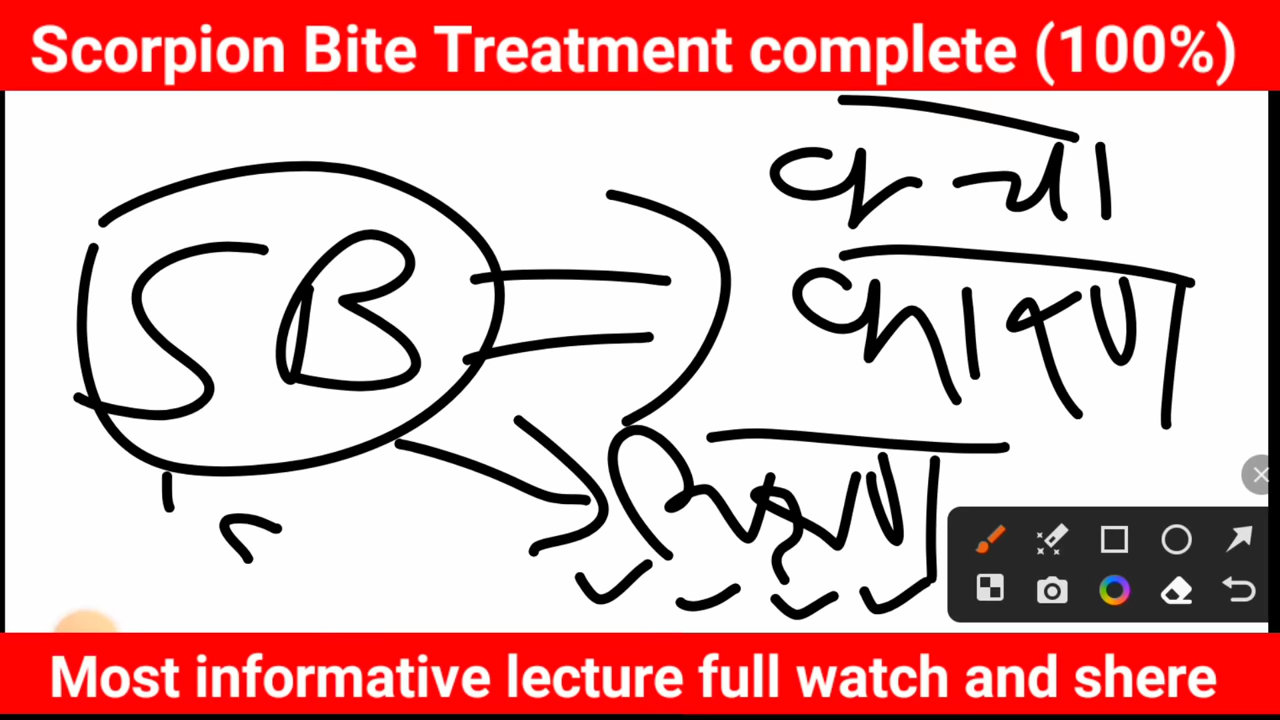 Scorpion Bite Treatment complete (100%)
SB
क्या
कारण
Most informative lecture full watch and shere